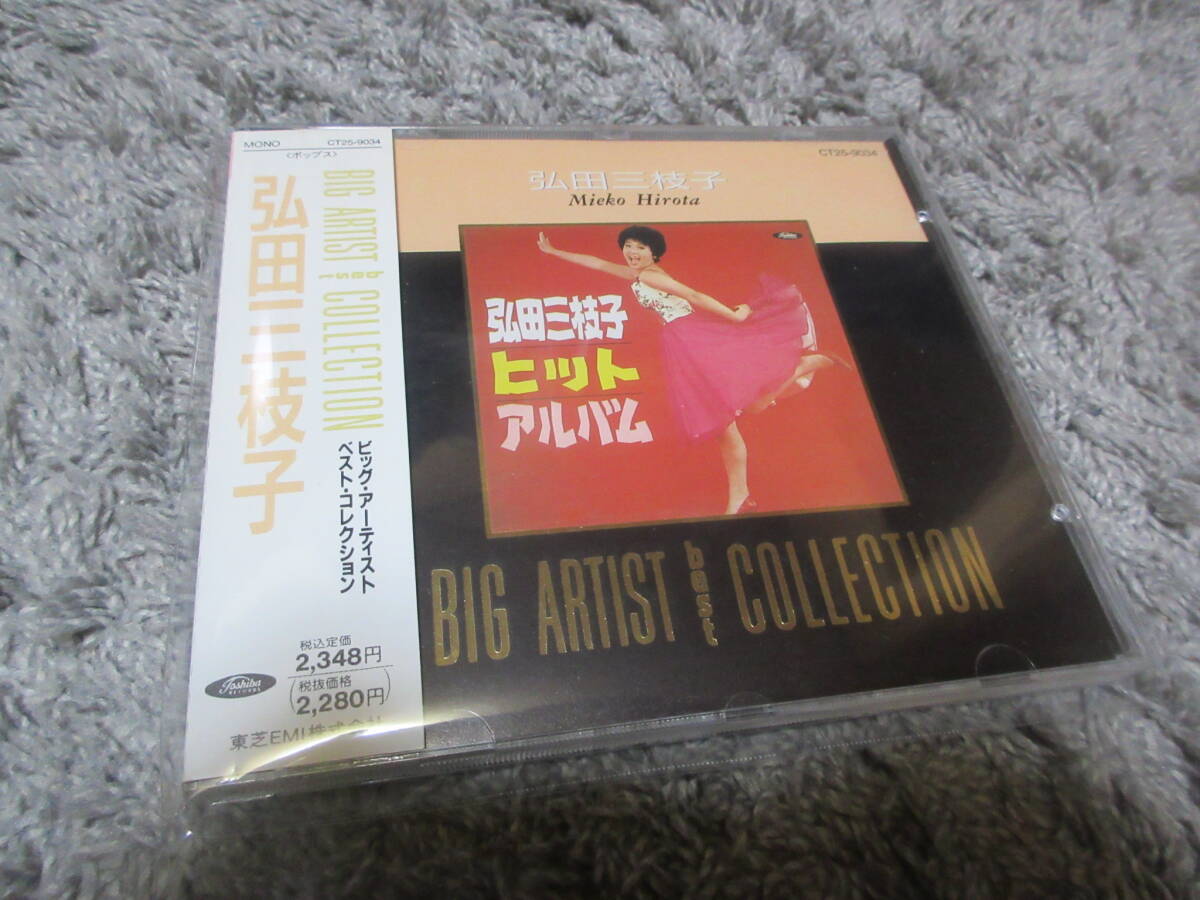 MONO CT25-9034
〈ポップス〉
BIG ARTIST best COLLECTION
弘田三枝子
ビッグ・アーティスト
ベスト・コレクション
税込定価
2,348円
(税抜価格
2,280円)
Toshiba
RECORDS
東芝EMI株式会社
CT25-9034
弘田三枝子
Mieko Hirota
Toshiba
弘田三枝子
ヒット
アルバム
BIG ARTIST best COLLECTION